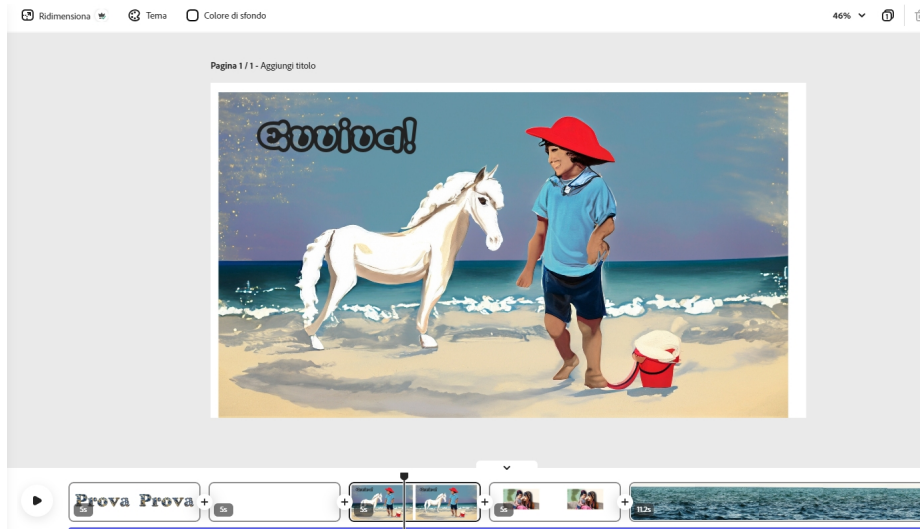 Ridimensiona Tema Colore di sfondo 46% 1
Pagina 1 / 1 - Aggiungi titolo
Evviva!
Prova Prova
5s 5s 5s 5s 11.2s